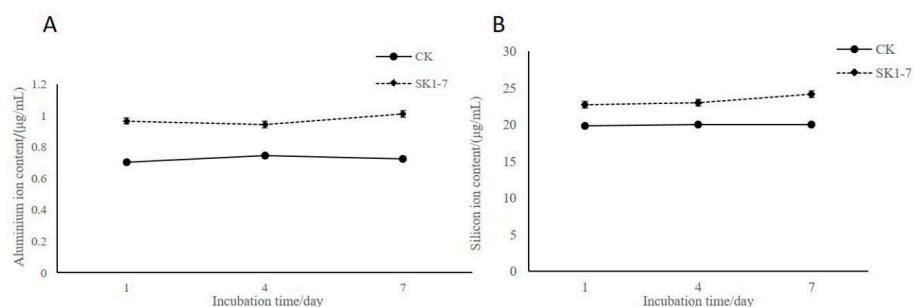 A
CK
SK1-7
Aluminium ion content/(μg/mL)
1.2
1
0.8
0.6
0.4
0.2
0
1 4 7
Incubation time/day
B
CK
SK1-7
Silicon ion content/(μg/mL)
30
25
20
15
10
5
0
1 4 7
Incubation time/day